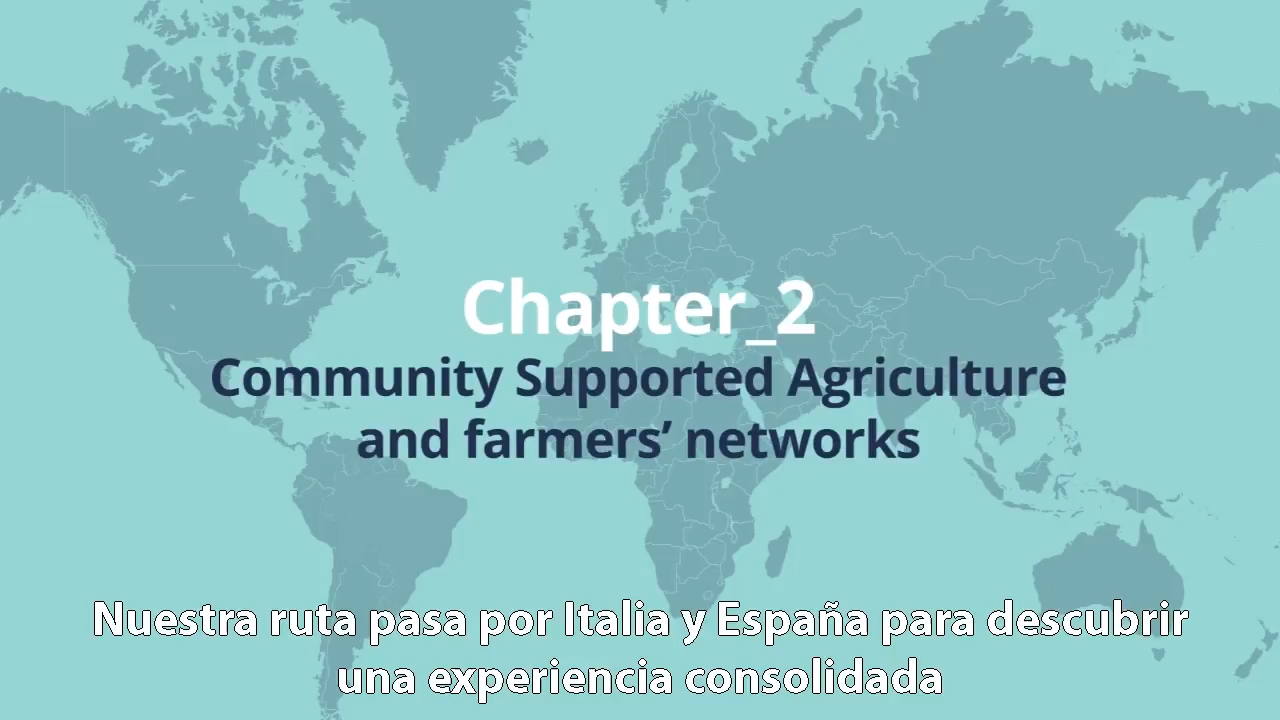 Chapter_2
Community Supported Agriculture
and farmers’ networks
Nuestra ruta pasa por Italia y España para descubrir
una experiencia consolidada